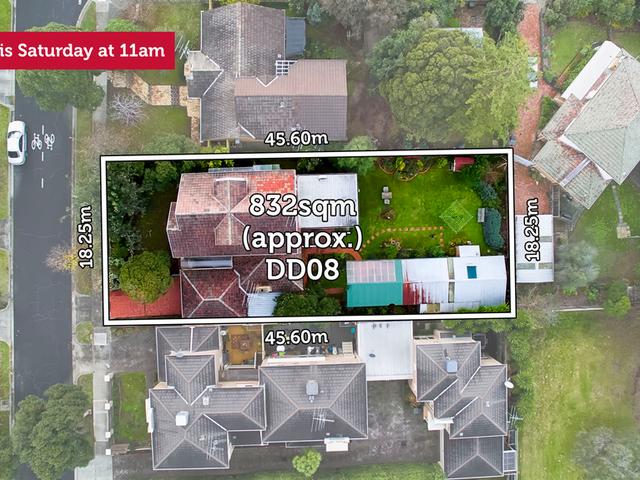 is Saturday at 11am
45.60m
18.25m
832sqm
(approx.)
DD08
18.25m
45.60m